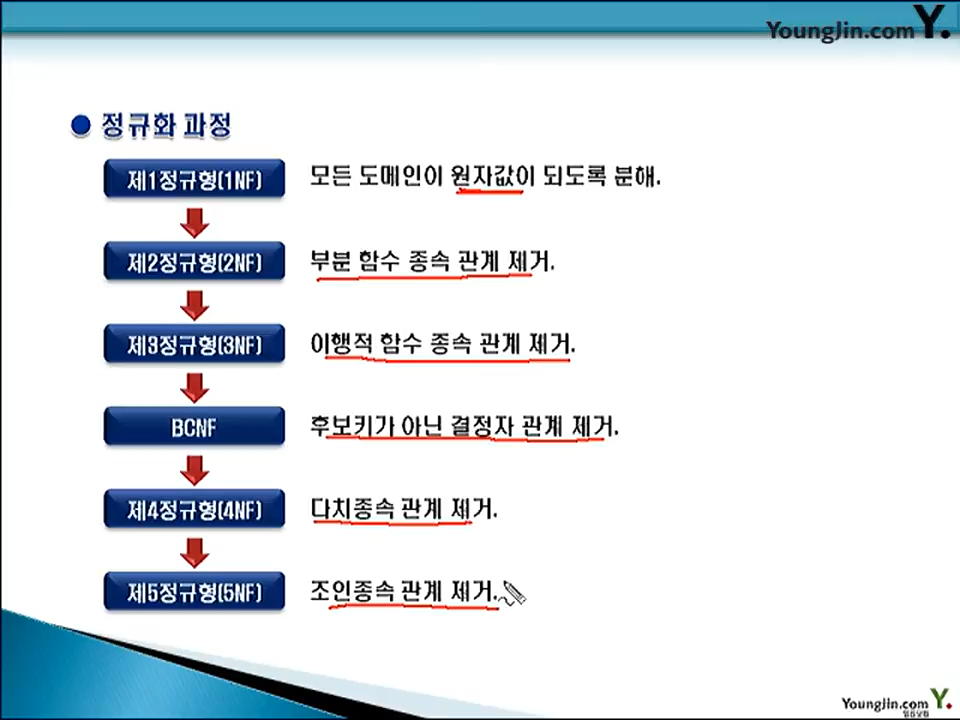 YoungJin.com Y.
정규화 과정
제1정규형(1NF) 모든 도메인이 원자값이 되도록 분해.
제2정규형(2NF) 부분 함수 종속 관계 제거.
제3정규형(3NF) 이행적 함수 종속 관계 제거.
BCNF 후보키가 아닌 결정자 관계 제거.
제4정규형(4NF) 다치종속 관계 제거.
제5정규형(5NF) 조인종속 관계 제거.
YoungJin.com Y.